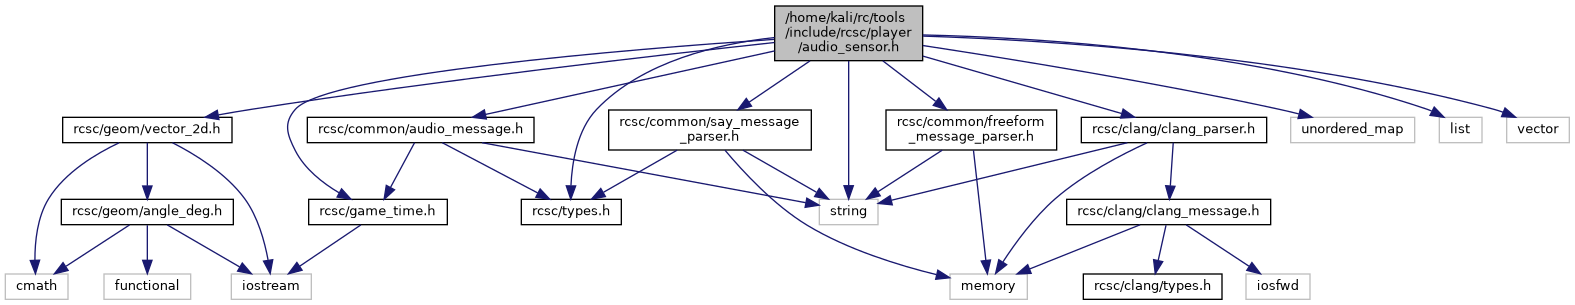 /home/kali/rc/tools
/include/rcsc/player
/audio_sensor.h
rcsc/geom/vector_2d.h
rcsc/common/audio_message.h
rcsc/common/say_message
_parser.h
rcsc/common/freeform
_message_parser.h
rcsc/clang/clang_parser.h
unordered_map
list
vector
rcsc/geom/angle_deg.h
rcsc/game_time.h
rcsc/types.h
string
rcsc/clang/clang_message.h
cmath
functional
iostream
memory
rcsc/clang/types.h
iosfwd